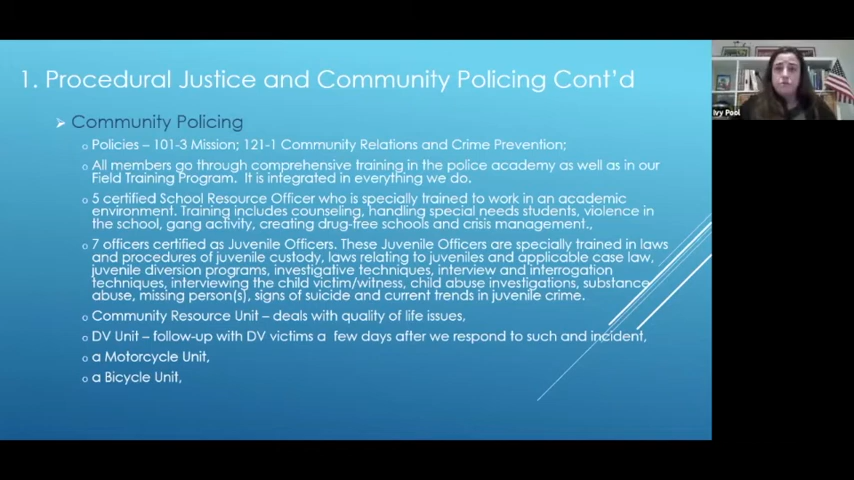 1. Procedural Justice and Community Policing Cont'd
Community Policing
Policies – 101-3 Mission; 121-1 Community Relations and Crime Prevention;
All members go through comprehensive training in the police academy as well as in our
Field Training Program. It is integrated in everything we do.
5 certified School Resource Officer who is specially trained to work in an academic
environment. Training includes counseling, handling special needs students, violence in
the school, gang activity, creating drug-free schools and crisis management.,
7 officers certified as Juvenile Officers. These Juvenile Officers are specially trained in laws
and procedures of juvenile custody, laws relating to juveniles and applicable case law,
juvenile diversion programs, investigative techniques, interview and interrogation
techniques, interviewing the child victim/witness, child abuse investigations, substance
abuse, missing person(s), signs of suicide and current trends in juvenile crime.
Community Resource Unit – deals with quality of life issues,
DV Unit – follow-up with DV victims a few days after we respond to such and incident,
a Motorcycle Unit,
a Bicycle Unit,
Ivy Pool